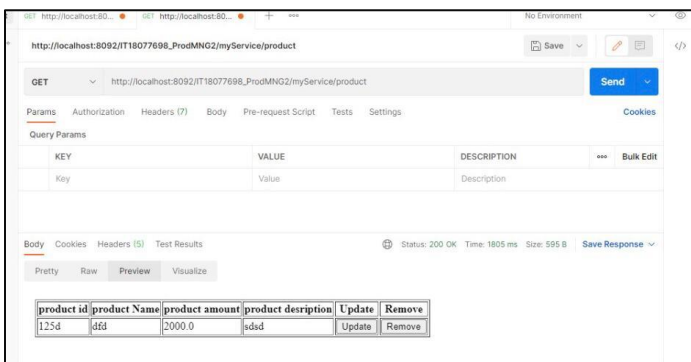 GET http://localhost:80... GET http://localhost:80... + ooo No Environment
http://localhost:8092/IT18077698_ProdMNG2/myService/product Save
GET http://localhost:8092/IT18077698_ProdMNG2/myService/product Send
Params Authorization Headers (7) Body Pre-request Script Tests Settings Cookies
Query Params
KEY VALUE DESCRIPTION ooo Bulk Edit
Key Value Description
Body Cookies Headers (5) Test Results Status: 200 OK Time: 1805 ms Size: 595 B Save Response
Pretty Raw Preview Visualize
product id product Name product amount product desription Update Remove
125d dfd 2000.0 sdsd Update Remove